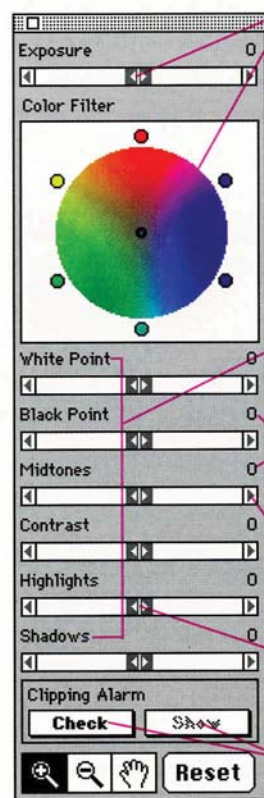 Exposure 0
Color Filter
White Point 0
Black Point 0
Midtones 0
Contrast 0
Highlights 0
Shadows 0
Clipping Alarm
Check Show
Reset